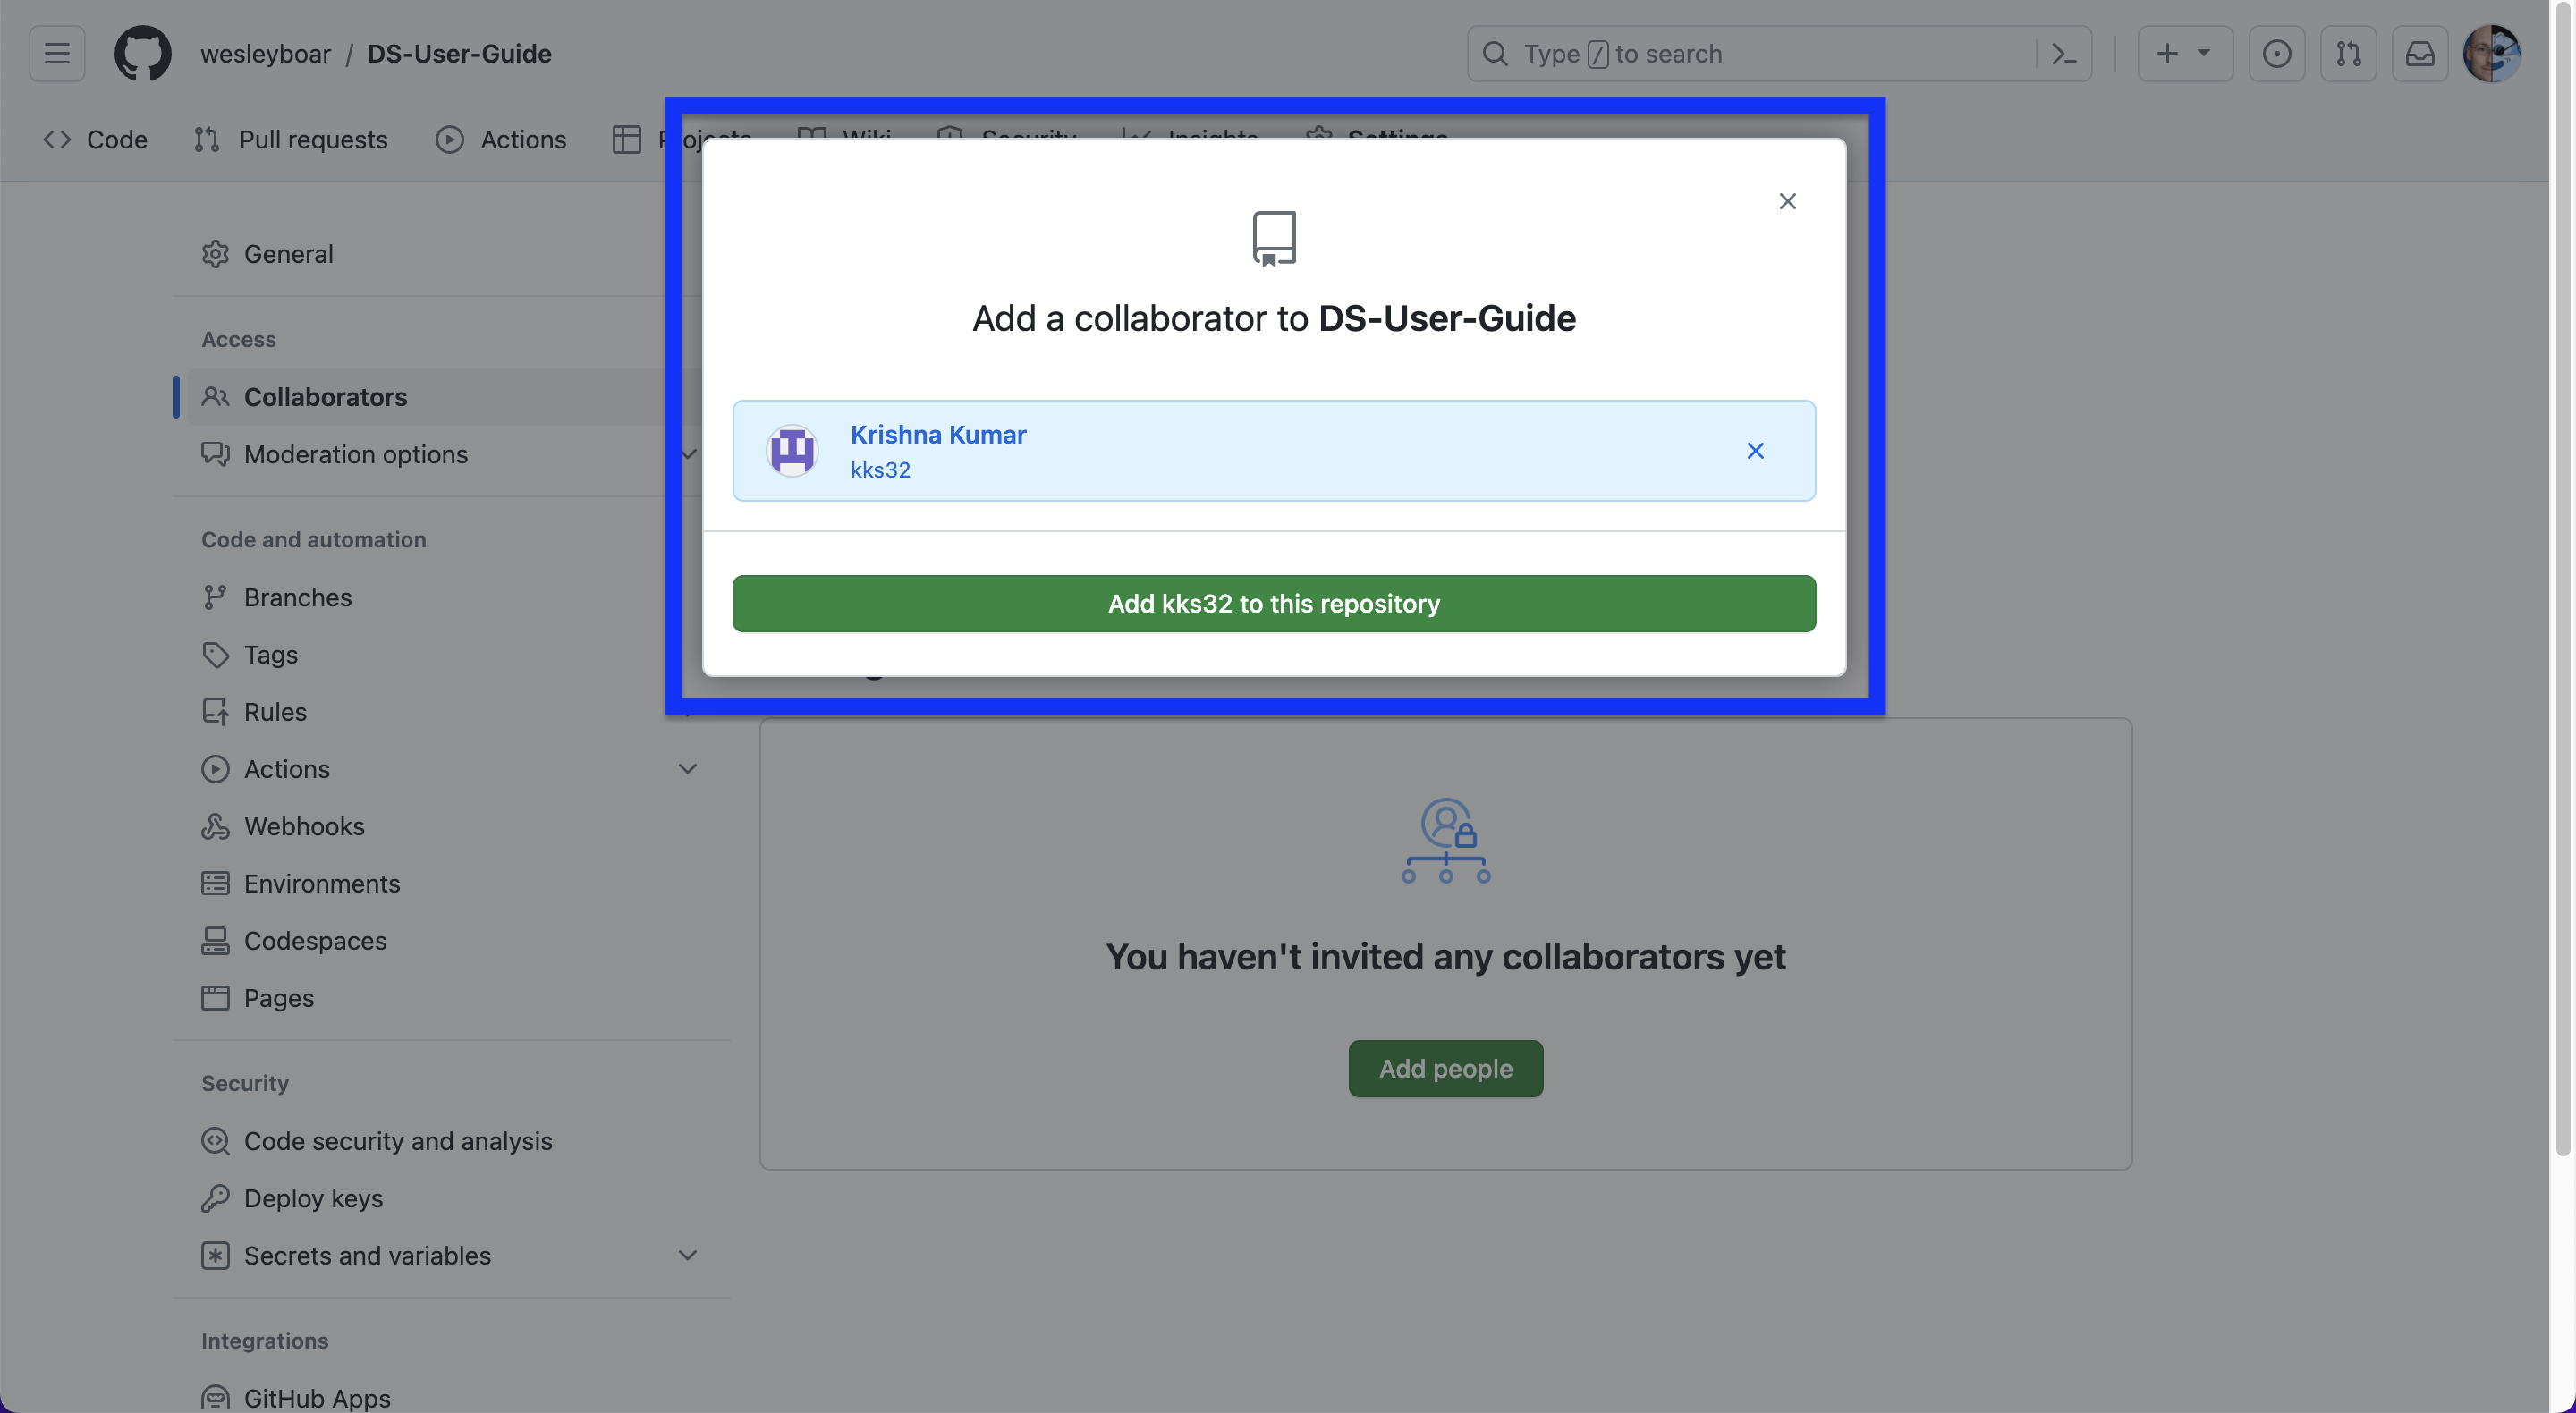 wesleyboar / DS-User-Guide
Type / to search
Code
Pull requests
Actions
Projects
Wiki
Security
Insights
Settings
General
Access
Collaborators
Moderation options
Code and automation
Branches
Tags
Rules
Actions
Webhooks
Environments
Codespaces
Pages
Security
Code security and analysis
Deploy keys
Secrets and variables
Integrations
GitHub Apps
Add a collaborator to DS-User-Guide
Krishna Kumar
kks32
Add kks32 to this repository
You haven't invited any collaborators yet
Add people